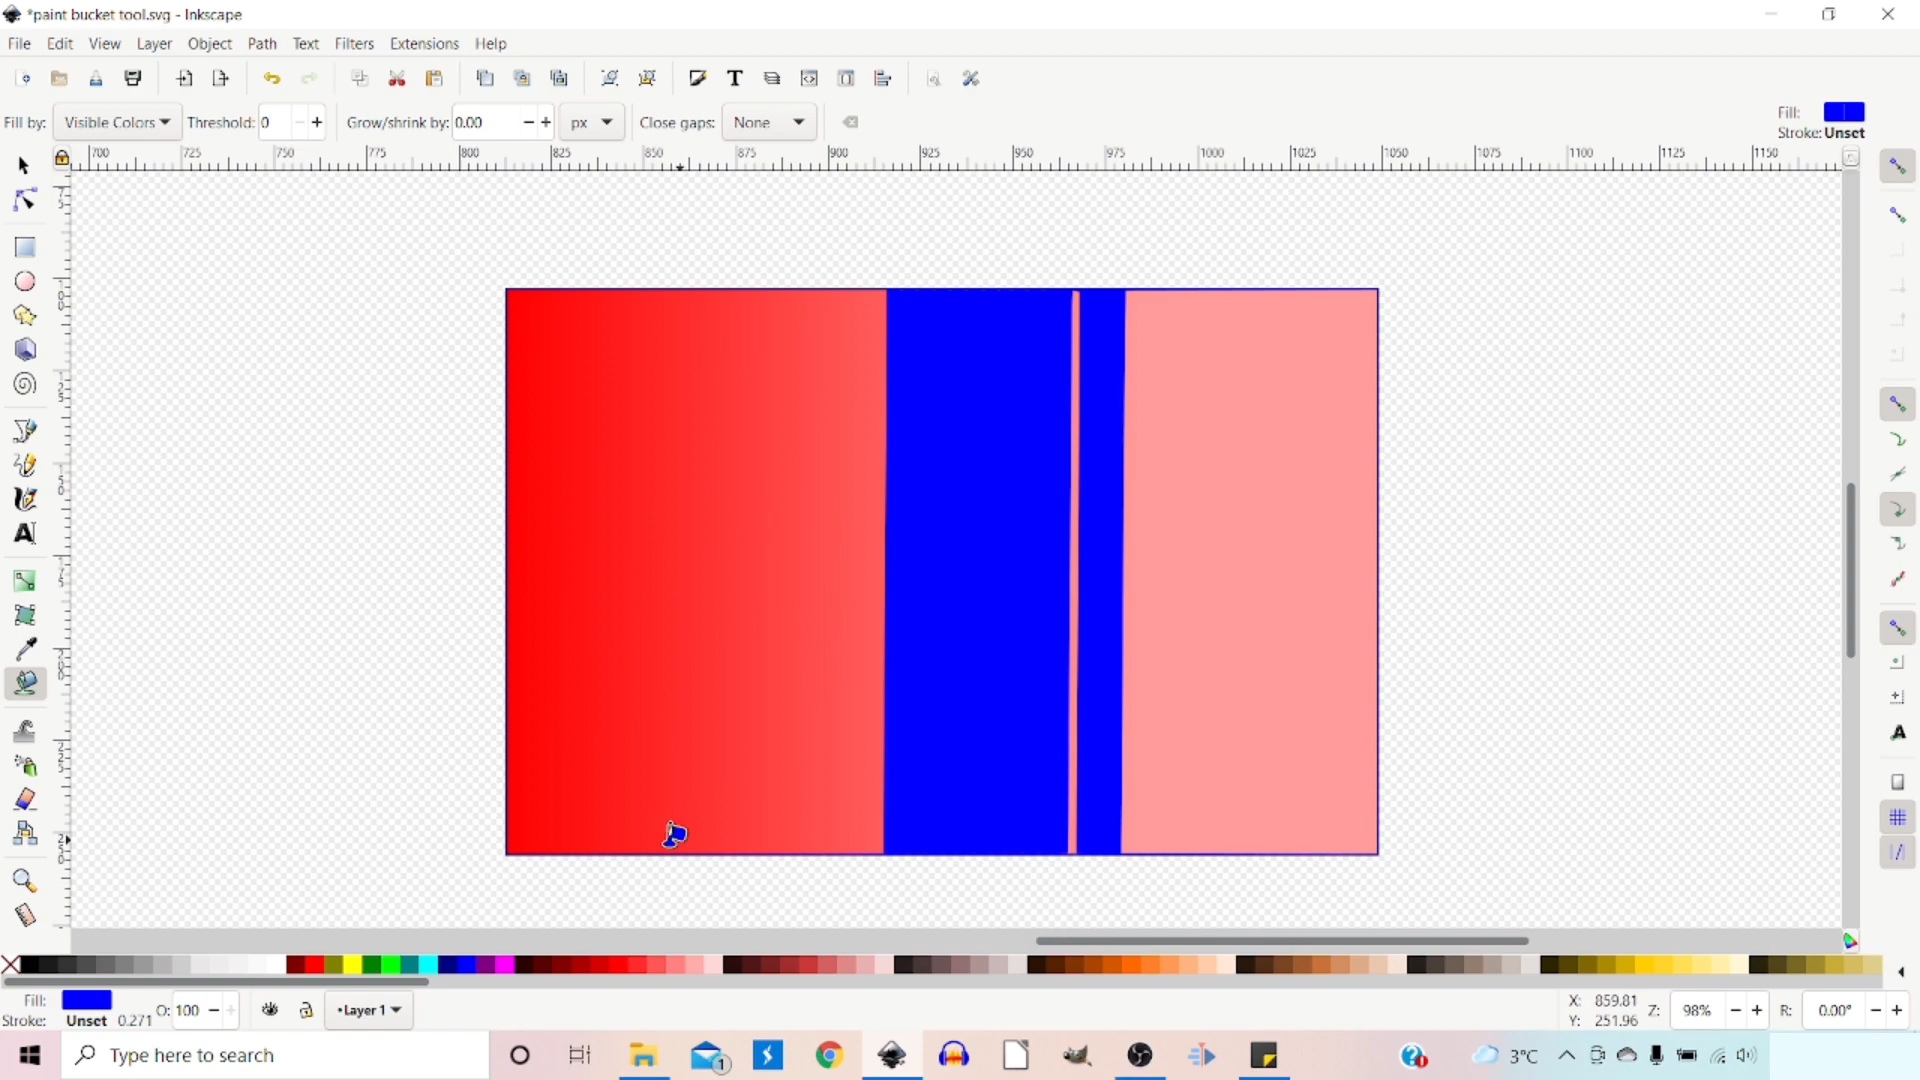 *paint bucket tool.svg - Inkscape
File Edit View Layer Object Path Text Filters Extensions Help
Fill by: Visible Colors Threshold: 0 Grow/shrink by: 0.00 px Close gaps: None
Fill:
Stroke: Unset
700 725 750 775 800 825 850 875 900 925 950 975 1000 1025 1050 1075 1100 1125 1150
Fill:
Stroke: Unset 0.271 O: 100 •Layer 1
X: 859.81
Y: 251.96
Z: 98% R: 0.00°
Type here to search
1
3°C